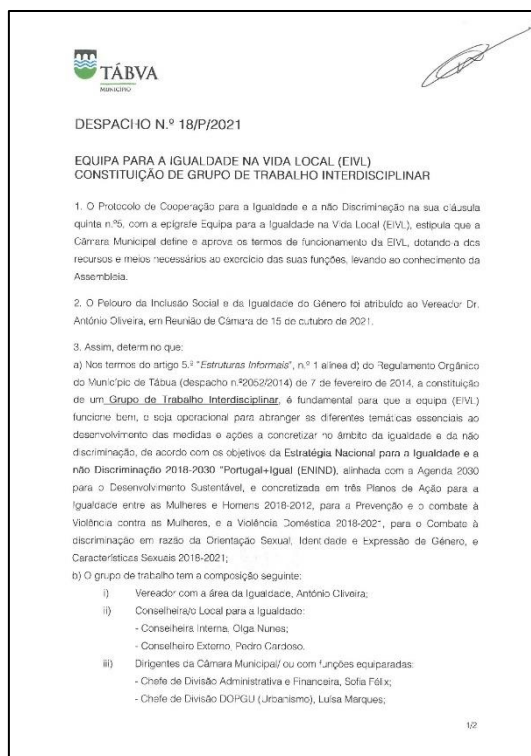 TÁBVA
MUNICÍPIO
DESPACHO N.º 18/P/2021
EQUIPA PARA A IGUALDADE NA VIDA LOCAL (EIVL)
CONSTITUIÇÃO DE GRUPO DE TRABALHO INTERDISCIPLINAR
1. O Protocolo de Cooperação para a Igualdade e a não Discriminação na sua cláusula
quinta n.º5, com a epígrafe Equipa para a Igualdade na Vida Local (EIVL), estipula que a
Câmara Municipal define e aprova os termos de funcionamento da EIVL, dotando-a dos
recursos e meios necessários ao exercício das suas funções, levando ao conhecimento da
Assembleia.
2. O Pelouro da Inclusão Social e da Igualdade do Género foi atribuído ao Vereador Dr.
António Oliveira, em Reunião de Câmara de 15 de outubro de 2021.
3. Assim, determino que:
a) Nos termos do artigo 5.º "Estruturas Informais", n.º 1 alínea d) do Regulamento Orgânico
do Município de Tábua (despacho n.º2052/2014) de 7 de fevereiro de 2014, a constituição
de um Grupo de Trabalho Interdisciplinar, é fundamental para que a equipa (EIVL)
funcione bem, e seja operacional para abranger as diferentes temáticas essenciais ao
desenvolvimento das medidas e ações a concretizar no âmbito da igualdade e da não
discriminação, de acordo com os objetivos da Estratégia Nacional para a Igualdade e a
não Discriminação 2018-2030 "Portugal+Igual (ENIND), alinhada com a Agenda 2030
para o Desenvolvimento Sustentável, e concretizada em três Planos de Ação para a
Igualdade entre as Mulheres e Homens 2018-2012, para a Prevenção e o combate à
Violência contra as Mulheres, e a Violência Doméstica 2018-2021, para o Combate à
discriminação em razão da Orientação Sexual, Identidade e Expressão de Género, e
Características Sexuais 2018-2021;
b) O grupo de trabalho tem a composição seguinte:
i) Vereador com a área da Igualdade, António Oliveira;
ii) Conselheira/o Local para a Igualdade:
- Conselheira Interna, Olga Nunes;
- Conselheiro Externo, Pedro Cardoso.
iii) Dirigentes da Câmara Municipal/ ou com funções equiparadas:
- Chefe de Divisão Administrativa e Financeira, Sofia Félix;
- Chefe de Divisão DOPGU (Urbanismo), Luísa Marques;
1/2